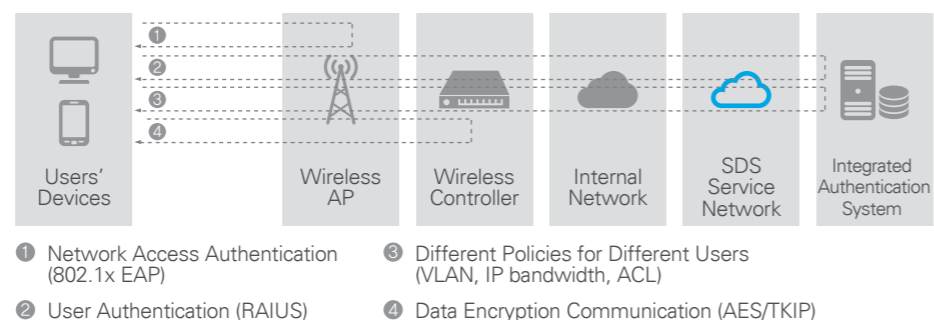 1
2
3
4
Users'
Devices
Wireless
AP
Wireless
Controller
Internal
Network
SDS
Service
Network
Integrated
Authentication
System
1 Network Access Authentication
(802.1x EAP)
2 User Authentication (RAIUS)
3 Different Policies for Different Users
(VLAN, IP bandwidth, ACL)
4 Data Encryption Communication (AES/TKIP)